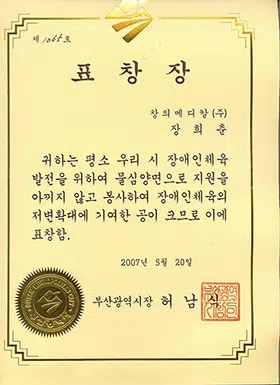 제 1065 호
표 창 장
창의메디칼(주)
장 희 춘
귀하는 평소 우리 시 장애인체육
발전을 위하여 물심양면으로 지원을
아끼지 않고 봉사하여 장애인체육의
저변확대에 기여한 공이 크므로 이에
표창함.
2007년 5월 20일
부산광역시장 허 남 식